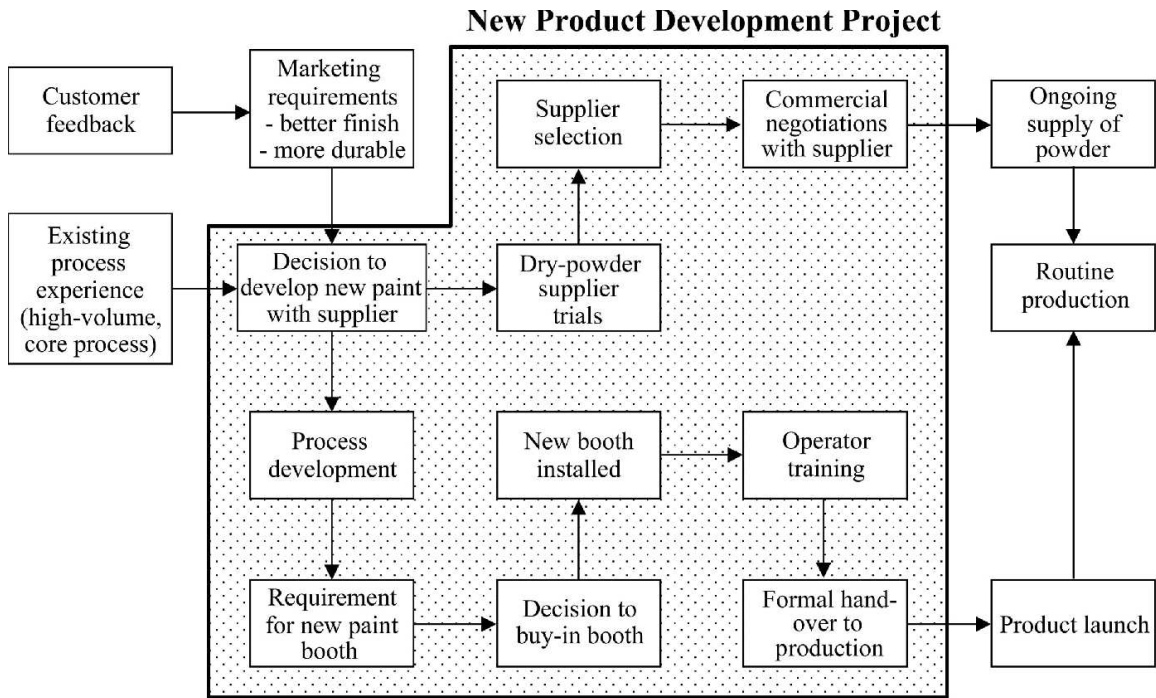 New Product Development Project
Customer
feedback
Marketing
requirements
- better finish
- more durable
Supplier
selection
Commercial
negotiations
with supplier
Ongoing
supply of
powder
Existing
process
experience
(high-volume,
core process)
Decision to
develop new paint
with supplier
Dry-powder
supplier
trials
Routine
production
Process
development
New booth
installed
Operator
training
Requirement
for new paint
booth
Decision to
buy-in booth
Formal hand-
over to
production
Product launch